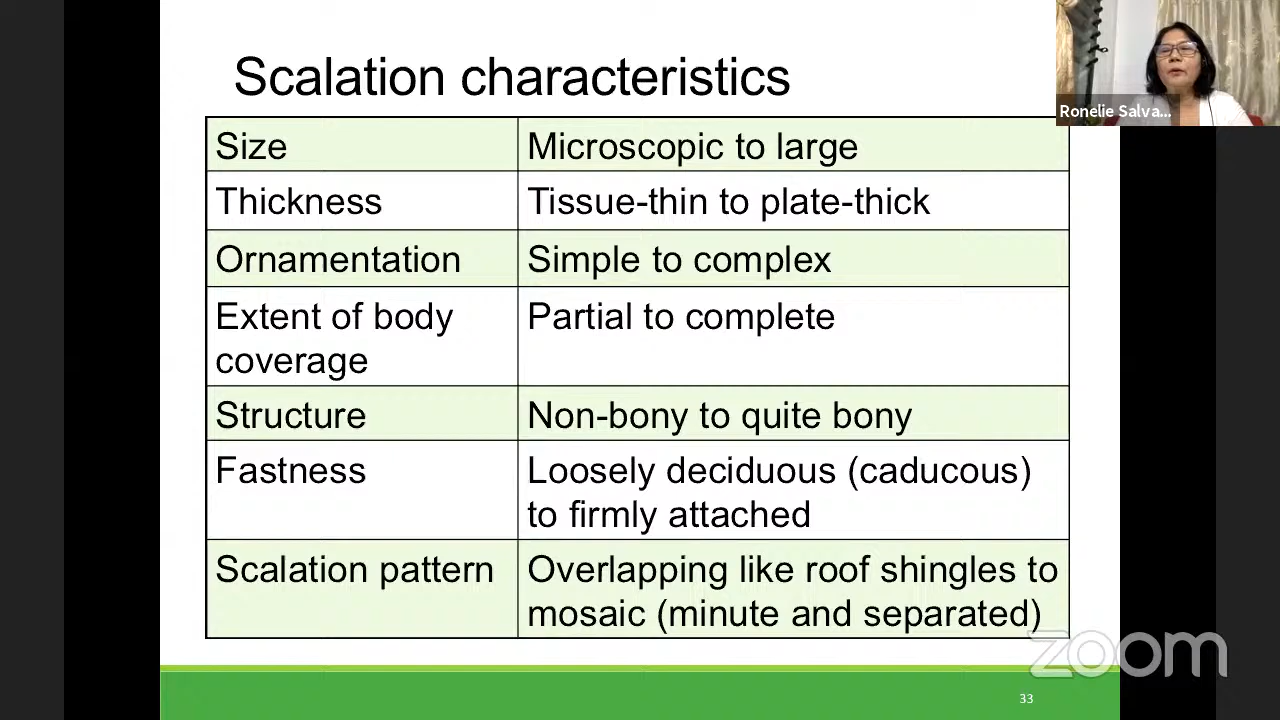 Scalation characteristics
Ronelie Salva...
Size
Microscopic to large
Thickness
Tissue-thin to plate-thick
Ornamentation
Simple to complex
Extent of body
coverage
Partial to complete
Structure
Non-bony to quite bony
Fastness
Loosely deciduous (caducous)
to firmly attached
Scalation pattern
Overlapping like roof shingles to
mosaic (minute and separated)
zoom
33